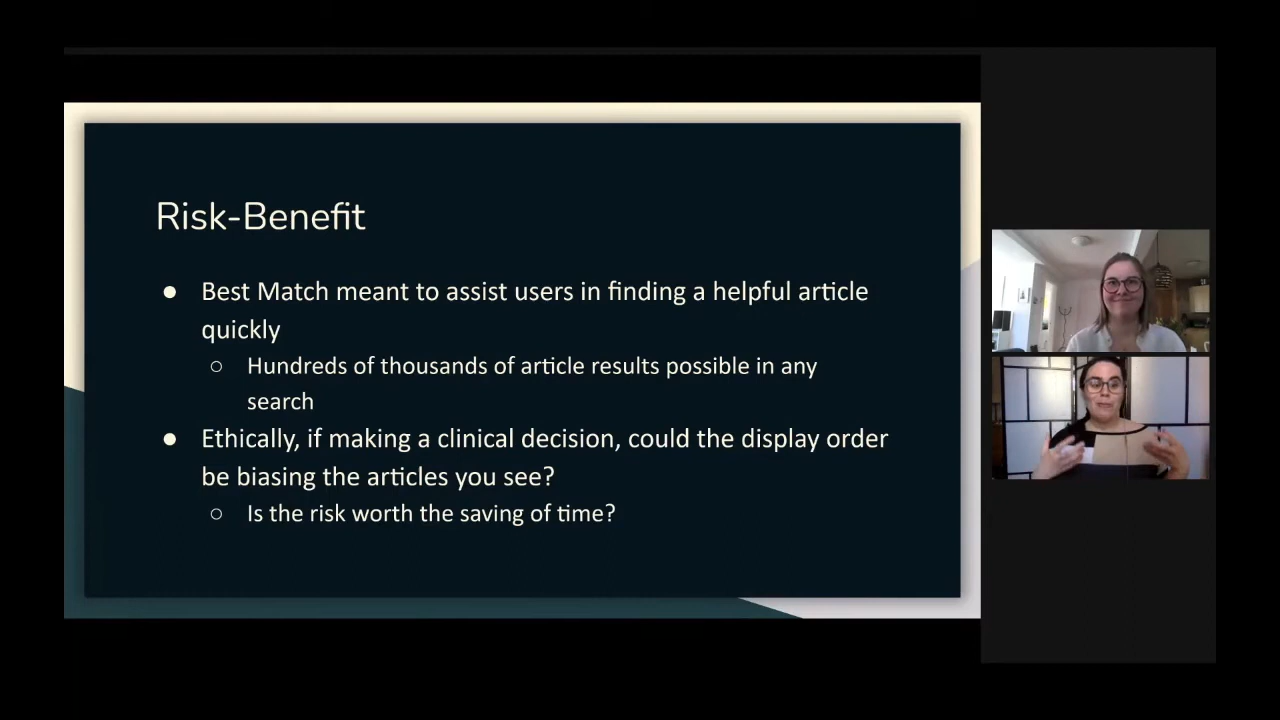 Risk-Benefit
● Best Match meant to assist users in finding a helpful article
quickly
○ Hundreds of thousands of article results possible in any
search
● Ethically, if making a clinical decision, could the display order
be biasing the articles you see?
○ Is the risk worth the saving of time?